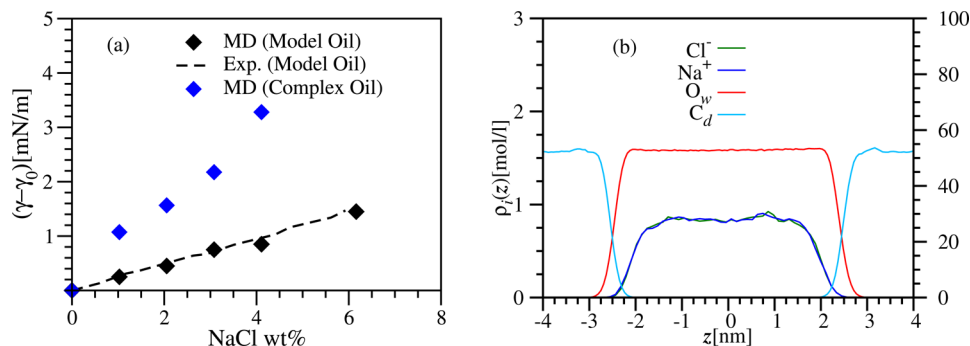 (a)
MD (Model Oil)
Exp. (Model Oil)
MD (Complex Oil)
(γ−γ0)[mN/m]
5
4
3
2
1
0
0 2 4 6 8
NaCl wt%
(b)
Cl-
Na+
Ow
Cd
ρi(z)[mol/l]
3
2
1
0
100
80
60
40
20
0
-4 -3 -2 -1 0 1 2 3 4
z[nm]